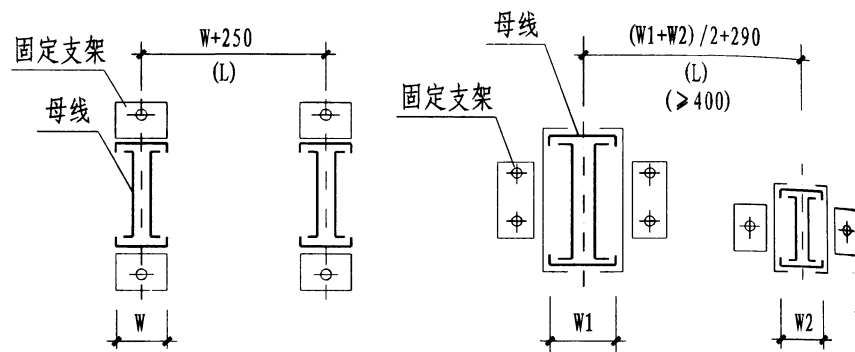 W+250
(L)
固定支架
母线
W
母线
(W1+W2)/2+290
(L)
(≥400)
固定支架
W1
W2